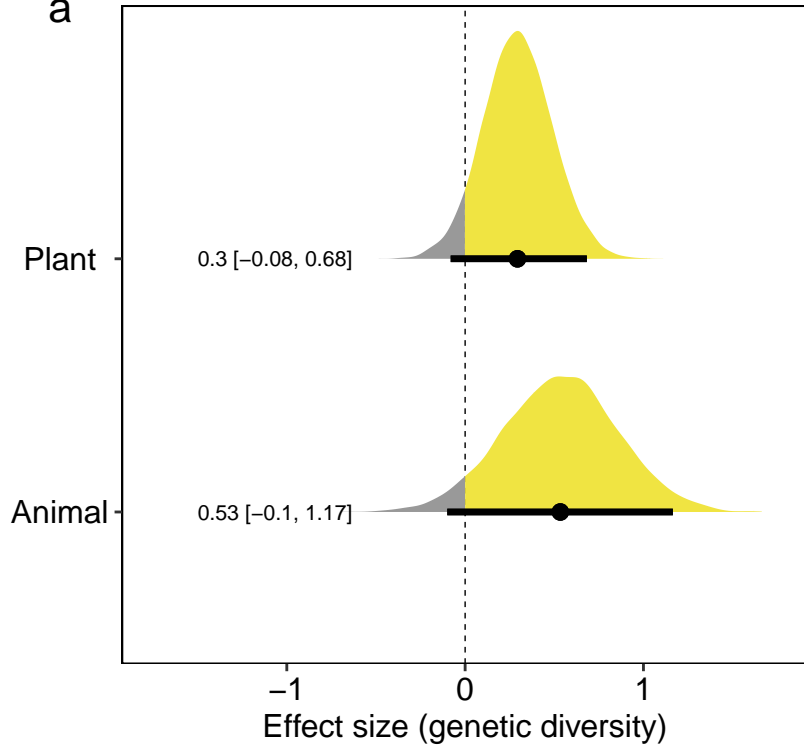 a
Plant
0.3 [−0.08, 0.68]
Animal
0.53 [−0.1, 1.17]
−1 0 1
Effect size (genetic diversity)